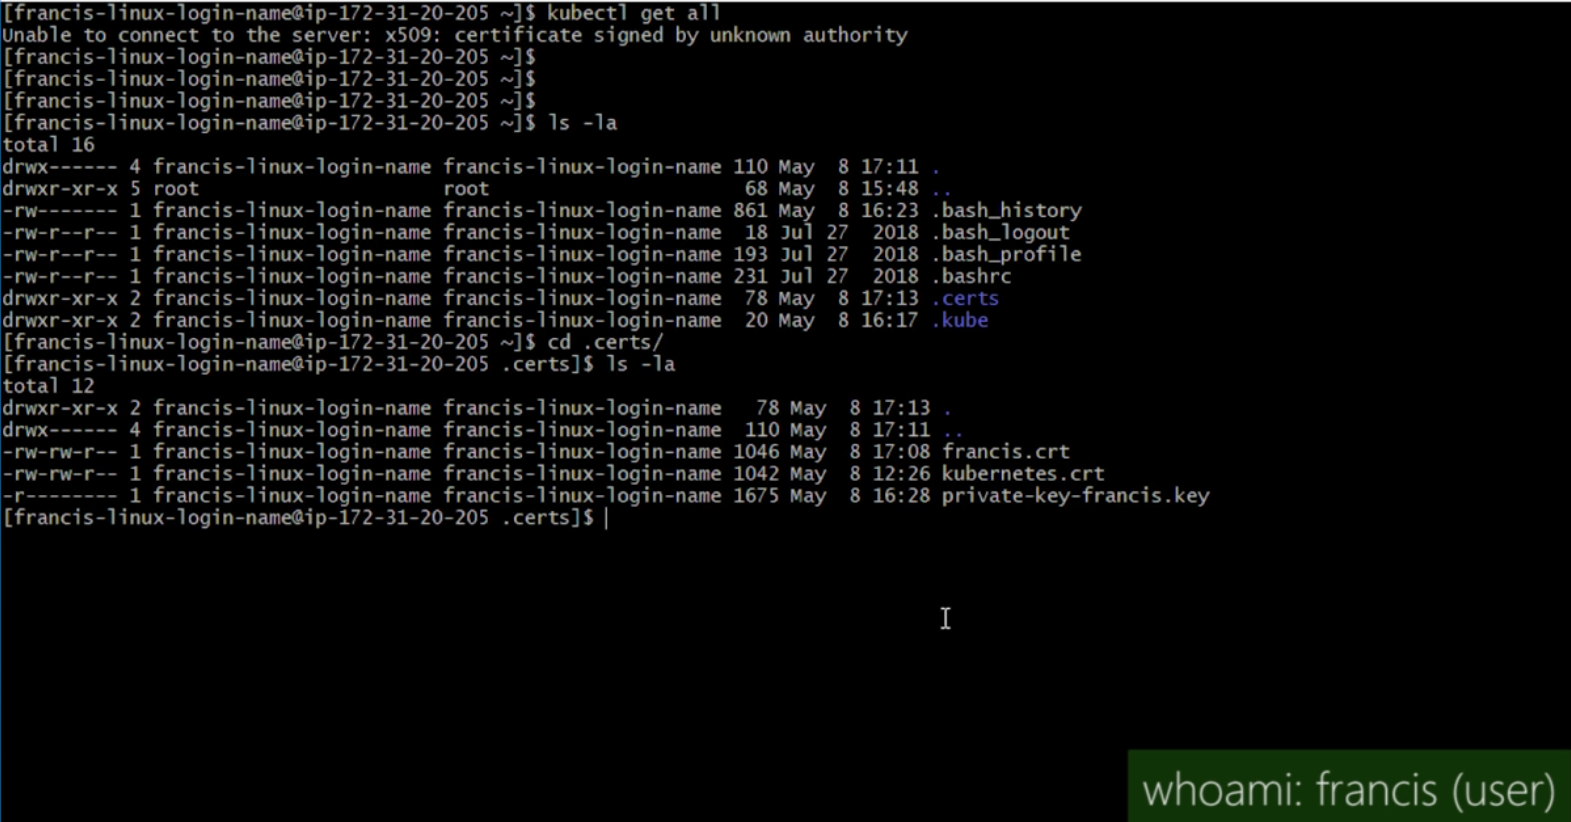 [francis-linux-login-name@ip-172-31-20-205 ~]$ kubectl get all
Unable to connect to the server: x509: certificate signed by unknown authority
[francis-linux-login-name@ip-172-31-20-205 ~]$
[francis-linux-login-name@ip-172-31-20-205 ~]$
[francis-linux-login-name@ip-172-31-20-205 ~]$
[francis-linux-login-name@ip-172-31-20-205 ~]$ ls -la
total 16
drwx------ 4 francis-linux-login-name francis-linux-login-name 110 May  8 17:11 .
drwxr-xr-x 5 root                     root                      68 May  8 15:48 ..
-rw------- 1 francis-linux-login-name francis-linux-login-name 861 May  8 16:23 .bash_history
-rw-r--r-- 1 francis-linux-login-name francis-linux-login-name  18 Jul 27  2018 .bash_logout
-rw-r--r-- 1 francis-linux-login-name francis-linux-login-name 193 Jul 27  2018 .bash_profile
-rw-r--r-- 1 francis-linux-login-name francis-linux-login-name 231 Jul 27  2018 .bashrc
drwxr-xr-x 2 francis-linux-login-name francis-linux-login-name  78 May  8 17:13 .certs
drwxr-xr-x 2 francis-linux-login-name francis-linux-login-name  20 May  8 16:17 .kube
[francis-linux-login-name@ip-172-31-20-205 ~]$ cd .certs/
[francis-linux-login-name@ip-172-31-20-205 .certs]$ ls -la
total 12
drwxr-xr-x 2 francis-linux-login-name francis-linux-login-name   78 May  8 17:13 .
drwx------ 4 francis-linux-login-name francis-linux-login-name  110 May  8 17:11 ..
-rw-rw-r-- 1 francis-linux-login-name francis-linux-login-name 1046 May  8 17:08 francis.crt
-rw-rw-r-- 1 francis-linux-login-name francis-linux-login-name 1042 May  8 12:26 kubernetes.crt
-r-------- 1 francis-linux-login-name francis-linux-login-name 1675 May  8 16:28 private-key-francis.key
[francis-linux-login-name@ip-172-31-20-205 .certs]$
whoami: francis (user)